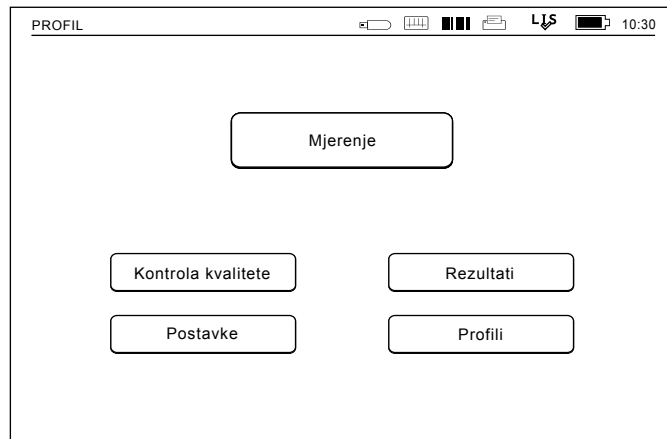 PROFIL LIS 10:30
Mjerenje
Kontrola kvalitete Rezultati
Postavke Profili